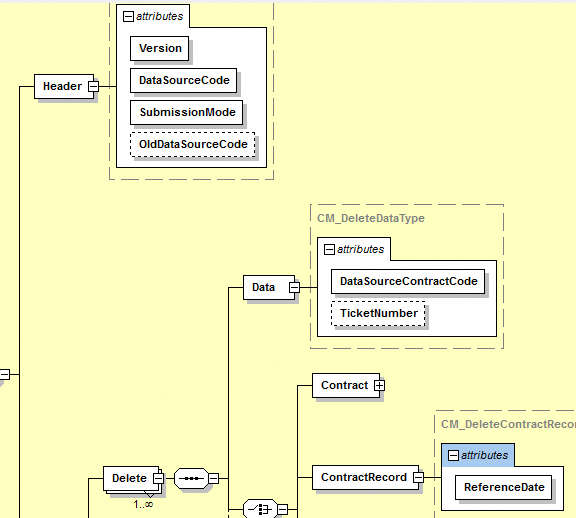 attributes
Version
Header
DataSourceCode
SubmissionMode
OldDataSourceCode
CM_DeleteDataType
attributes
Data
DataSourceContractCode
TicketNumber
Contract
CM_DeleteContractRecor
attributes
Delete
ContractRecord
ReferenceDate
1..∞